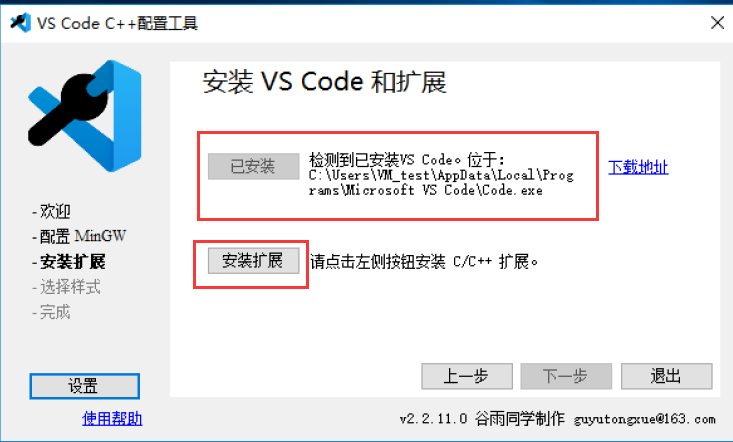 VS Code C++配置工具
安装 VS Code 和扩展
已安装
检测到已安装VS Code。位于：
C:\Users\VM_test\AppData\Local\Prog
rams\Microsoft VS Code\Code.exe
下载地址
安装扩展
请点击左侧按钮安装 C/C++ 扩展。
-欢迎
-配置 MinGW
-安装扩展
-选择样式
-完成
上一步
下一步
退出
设置
使用帮助
v2.2.11.0 谷雨同学制作 guyutongxue@163.com